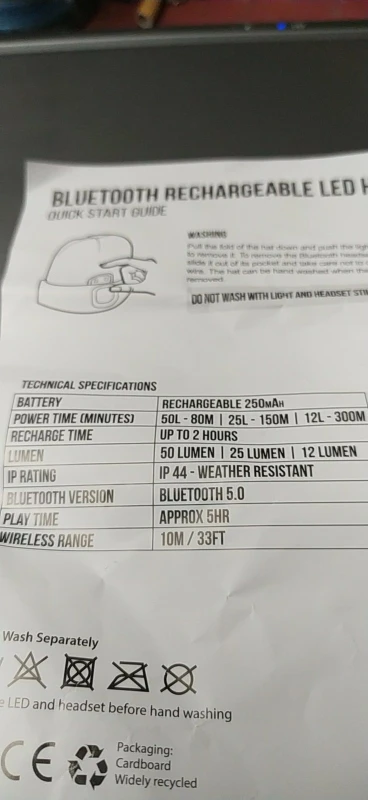 BLUETOOTH RECHARGEABLE LED H
QUICK START GUIDE
WASHING
Pull the fold of the hat down and push the ligh
to remove it. To remove the Bluetooth headse
slide it out of its pocket and take care not to
wire. The hat can be hand washed when the
removed.
DO NOT WASH WITH LIGHT AND HEADSET STI
TECHNICAL SPECIFICATIONS
BATTERY RECHARGEABLE 250MAH
POWER TIME (MINUTES) 50L - 80M | 25L - 150M | 12L - 300M
RECHARGE TIME UP TO 2 HOURS
LUMEN 50 LUMEN | 25 LUMEN | 12 LUMEN
IP RATING IP 44 - WEATHER RESISTANT
BLUETOOTH VERSION BLUETOOTH 5.0
PLAY TIME APPROX 5HR
WIRELESS RANGE 10M / 33FT
Wash Separately
e LED and headset before hand washing
CE
Packaging:
Cardboard
Widely recycled